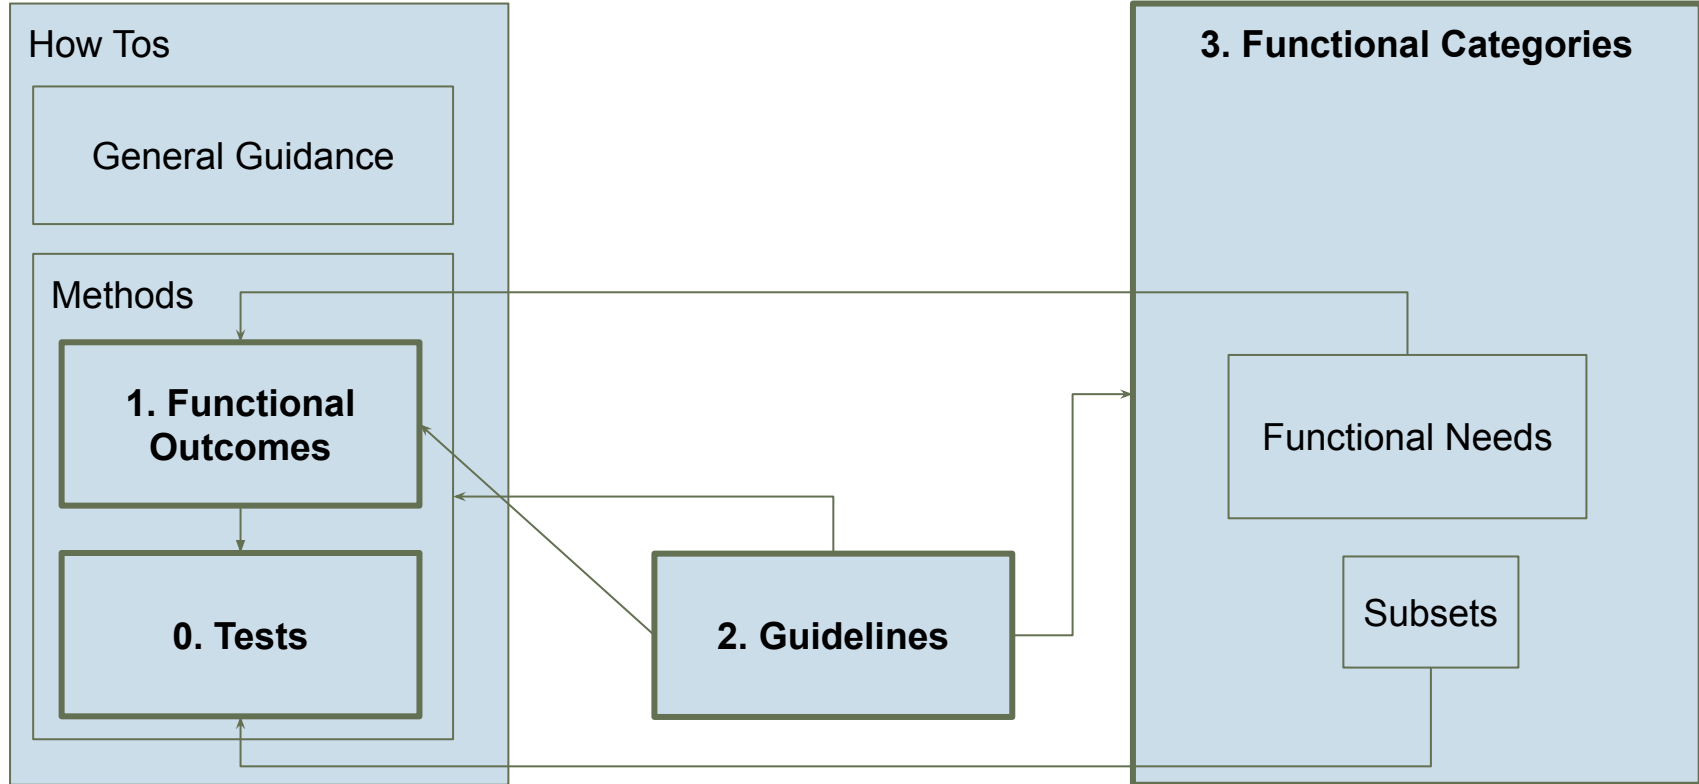 How Tos
General Guidance
Methods
1. Functional
Outcomes
0. Tests
2. Guidelines
3. Functional Categories
Functional Needs
Subsets